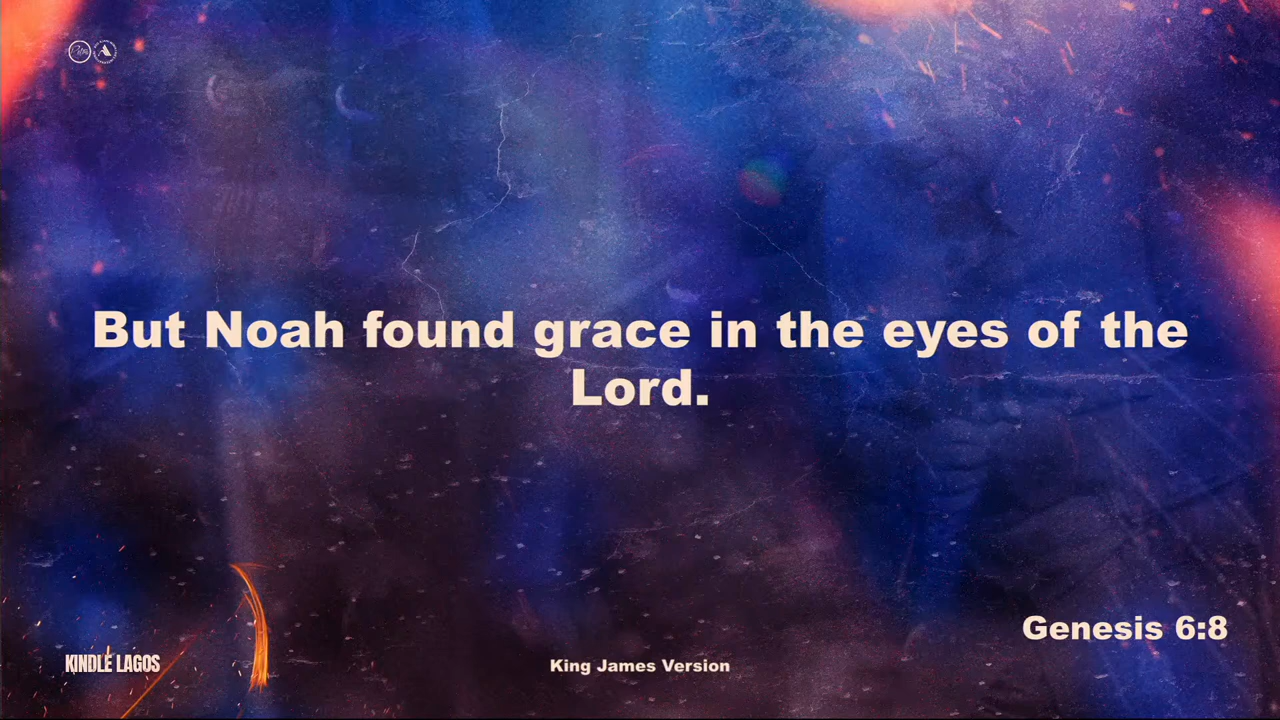 But Noah found grace in the eyes of the
Lord.
Genesis 6:8
KINDLE LAGOS
King James Version